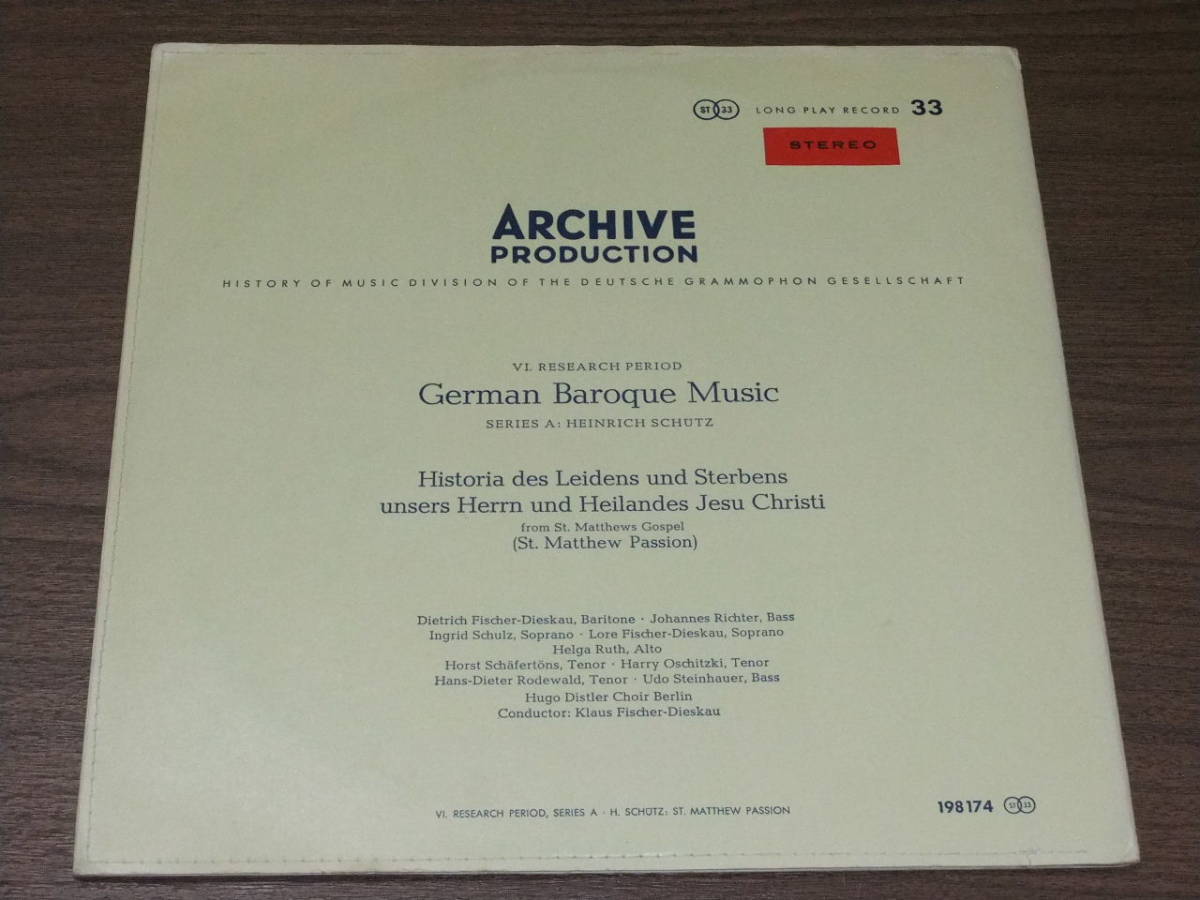 ST 33 LONG PLAY RECORD 33
STEREO
ARCHIVE
PRODUCTION
HISTORY OF MUSIC DIVISION OF THE DEUTSCHE GRAMMOPHON GESELLSCHAFT
VI. RESEARCH PERIOD
German Baroque Music
SERIES A: HEINRICH SCHÜTZ
Historia des Leidens und Sterbens
unsers Herrn und Heilandes Jesu Christi
from St. Matthews Gospel
(St. Matthew Passion)
Dietrich Fischer-Dieskau, Baritone · Johannes Richter, Bass
Ingrid Schulz, Soprano · Lore Fischer-Dieskau, Soprano
Helga Ruth, Alto
Horst Schäfertöns, Tenor · Harry Oschitzki, Tenor
Hans-Dieter Rodewald, Tenor · Udo Steinhauer, Bass
Hugo Distler Choir Berlin
Conductor: Klaus Fischer-Dieskau
VI. RESEARCH PERIOD, SERIES A · H. SCHÜTZ: ST. MATTHEW PASSION
198174 ST 33